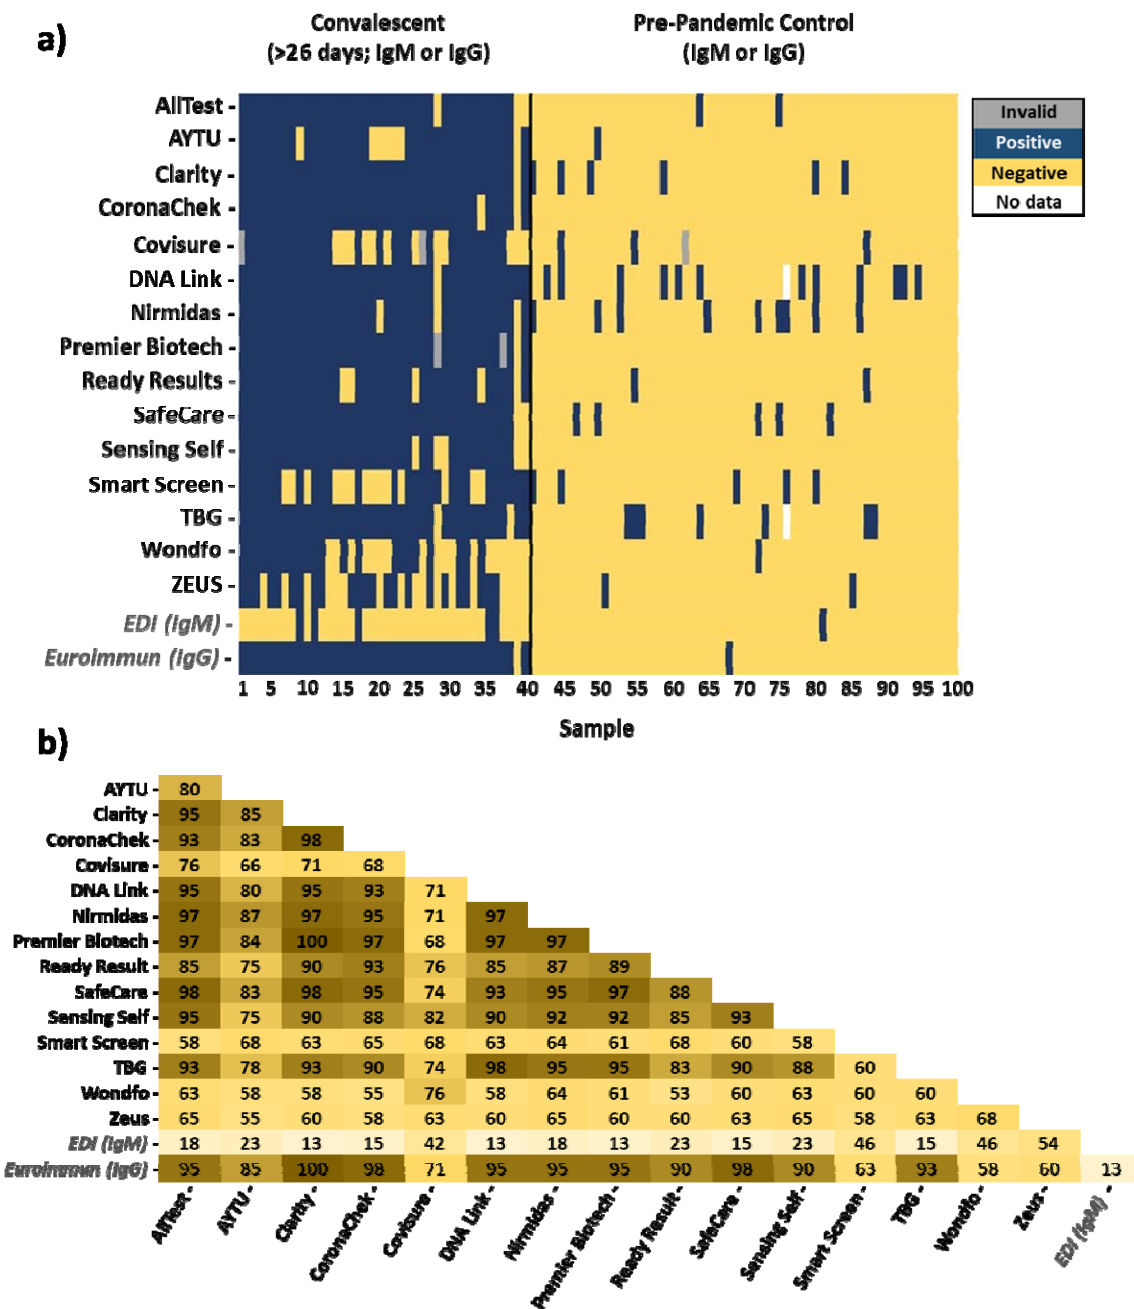 a)
Convalescent
(>26 days; IgM or IgG)
Pre-Pandemic Control
(IgM or IgG)
AllTest -
AYTU -
Clarity -
CoronaChek -
Covisure -
DNA Link -
Nirmidas -
Premier Biotech -
Ready Results -
SafeCare -
Sensing Self -
Smart Screen -
TBG -
Wondfo -
ZEUS -
EDI (IgM) -
Euroimmun (IgG) -
Invalid
Positive
Negative
No data
1 5 10 15 20 25 30 35 40 45 50 55 60 65 70 75 80 85 90 95 100
Sample
b)
AYTU - 80
Clarity - 95 85
CoronaChek - 93 83 98
Covisure - 76 66 71 68
DNA Link - 95 80 95 93 71
Nirmidas - 97 87 97 95 71 97
Premier Biotech - 97 84 100 97 68 97 97
Ready Result - 85 75 90 93 76 85 87 89
SafeCare - 98 83 98 95 74 93 95 97 88
Sensing Self - 95 75 90 88 82 90 92 92 85 93
Smart Screen - 58 68 63 65 68 63 64 61 68 60 58
TBG - 93 78 93 90 74 98 95 95 83 90 88 60
Wondfo - 63 58 58 55 76 58 64 61 53 60 63 60 60
Zeus - 65 55 60 58 63 60 65 60 60 63 65 58 63 68
EDI (IgM) - 18 23 13 15 42 13 18 13 23 15 23 46 15 46 54
Euroimmun (IgG) - 95 85 100 98 71 95 95 95 90 98 90 63 93 58 60 13
AllTest -
AYTU -
Clarity -
CoronaChek -
Covisure -
DNA Link -
Nirmidas -
Premier Biotech -
Ready Result -
SafeCare -
Sensing Self -
Smart Screen -
TBG -
Wondfo -
Zeus -
EDI (IgM) -